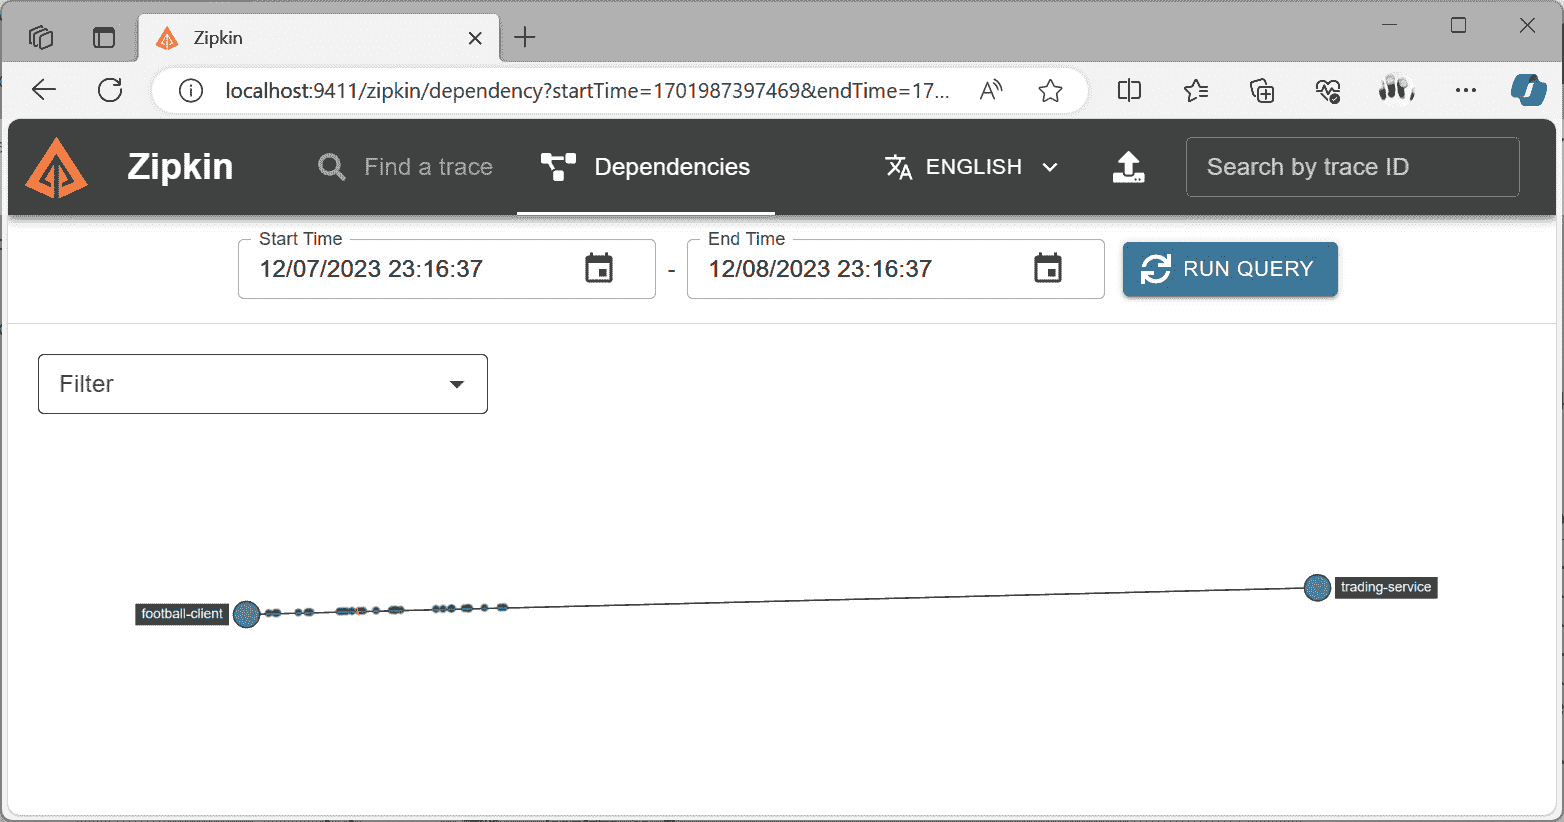 Zipkin
localhost:9411/zipkin/dependency?startTime=1701987397469&endTime=17...
Zipkin
Find a trace
Dependencies
ENGLISH
Search by trace ID
Start Time
12/07/2023 23:16:37
-
End Time
12/08/2023 23:16:37
RUN QUERY
Filter
football-client
trading-service